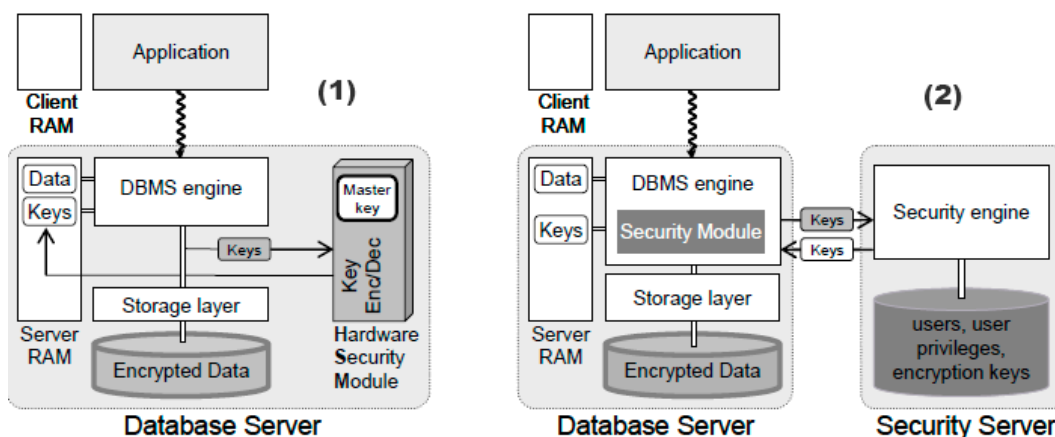 Application
(1)
Client
RAM
Data
Keys
DBMS engine
Master
key
Keys
Key
Enc/Dec
Storage layer
Server
RAM
Encrypted Data
Hardware
Security
Module
Database Server
Application
(2)
Client
RAM
Data
Keys
DBMS engine
Security Module
Keys
Keys
Security engine
Storage layer
Server
RAM
Encrypted Data
users, user
privileges,
encryption keys
Database Server
Security Server